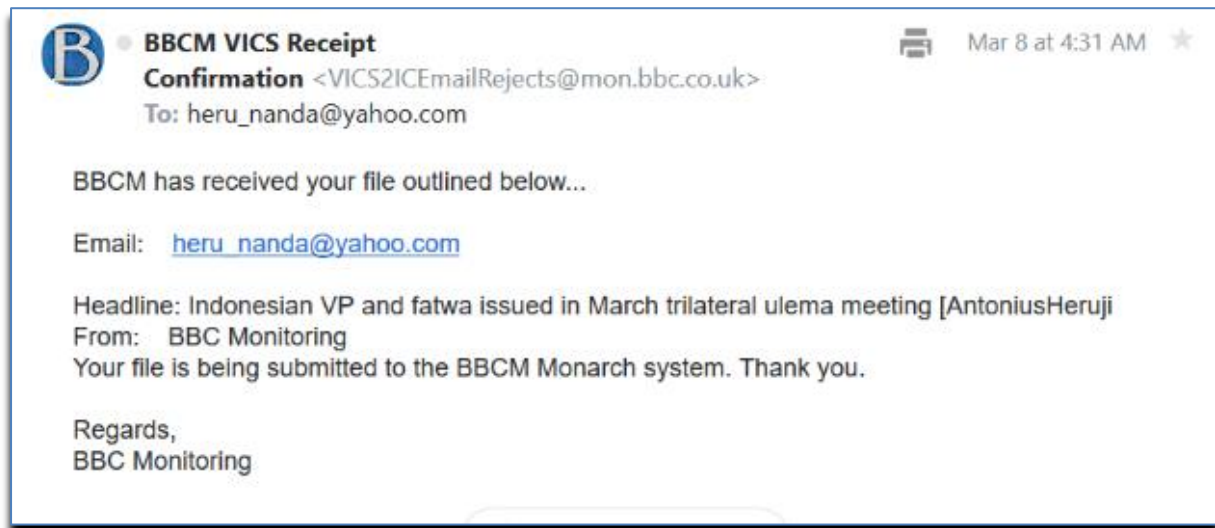 B
BBCM VICS Receipt
Mar 8 at 4:31 AM
Confirmation <VICS2ICEmailRejects@mon.bbc.co.uk>
To: heru_nanda@yahoo.com
BBCM has received your file outlined below...
Email: heru_nanda@yahoo.com
Headline: Indonesian VP and fatwa issued in March trilateral ulema meeting [AntoniusHeruji
From: BBC Monitoring
Your file is being submitted to the BBCM Monarch system. Thank you.
Regards,
BBC Monitoring